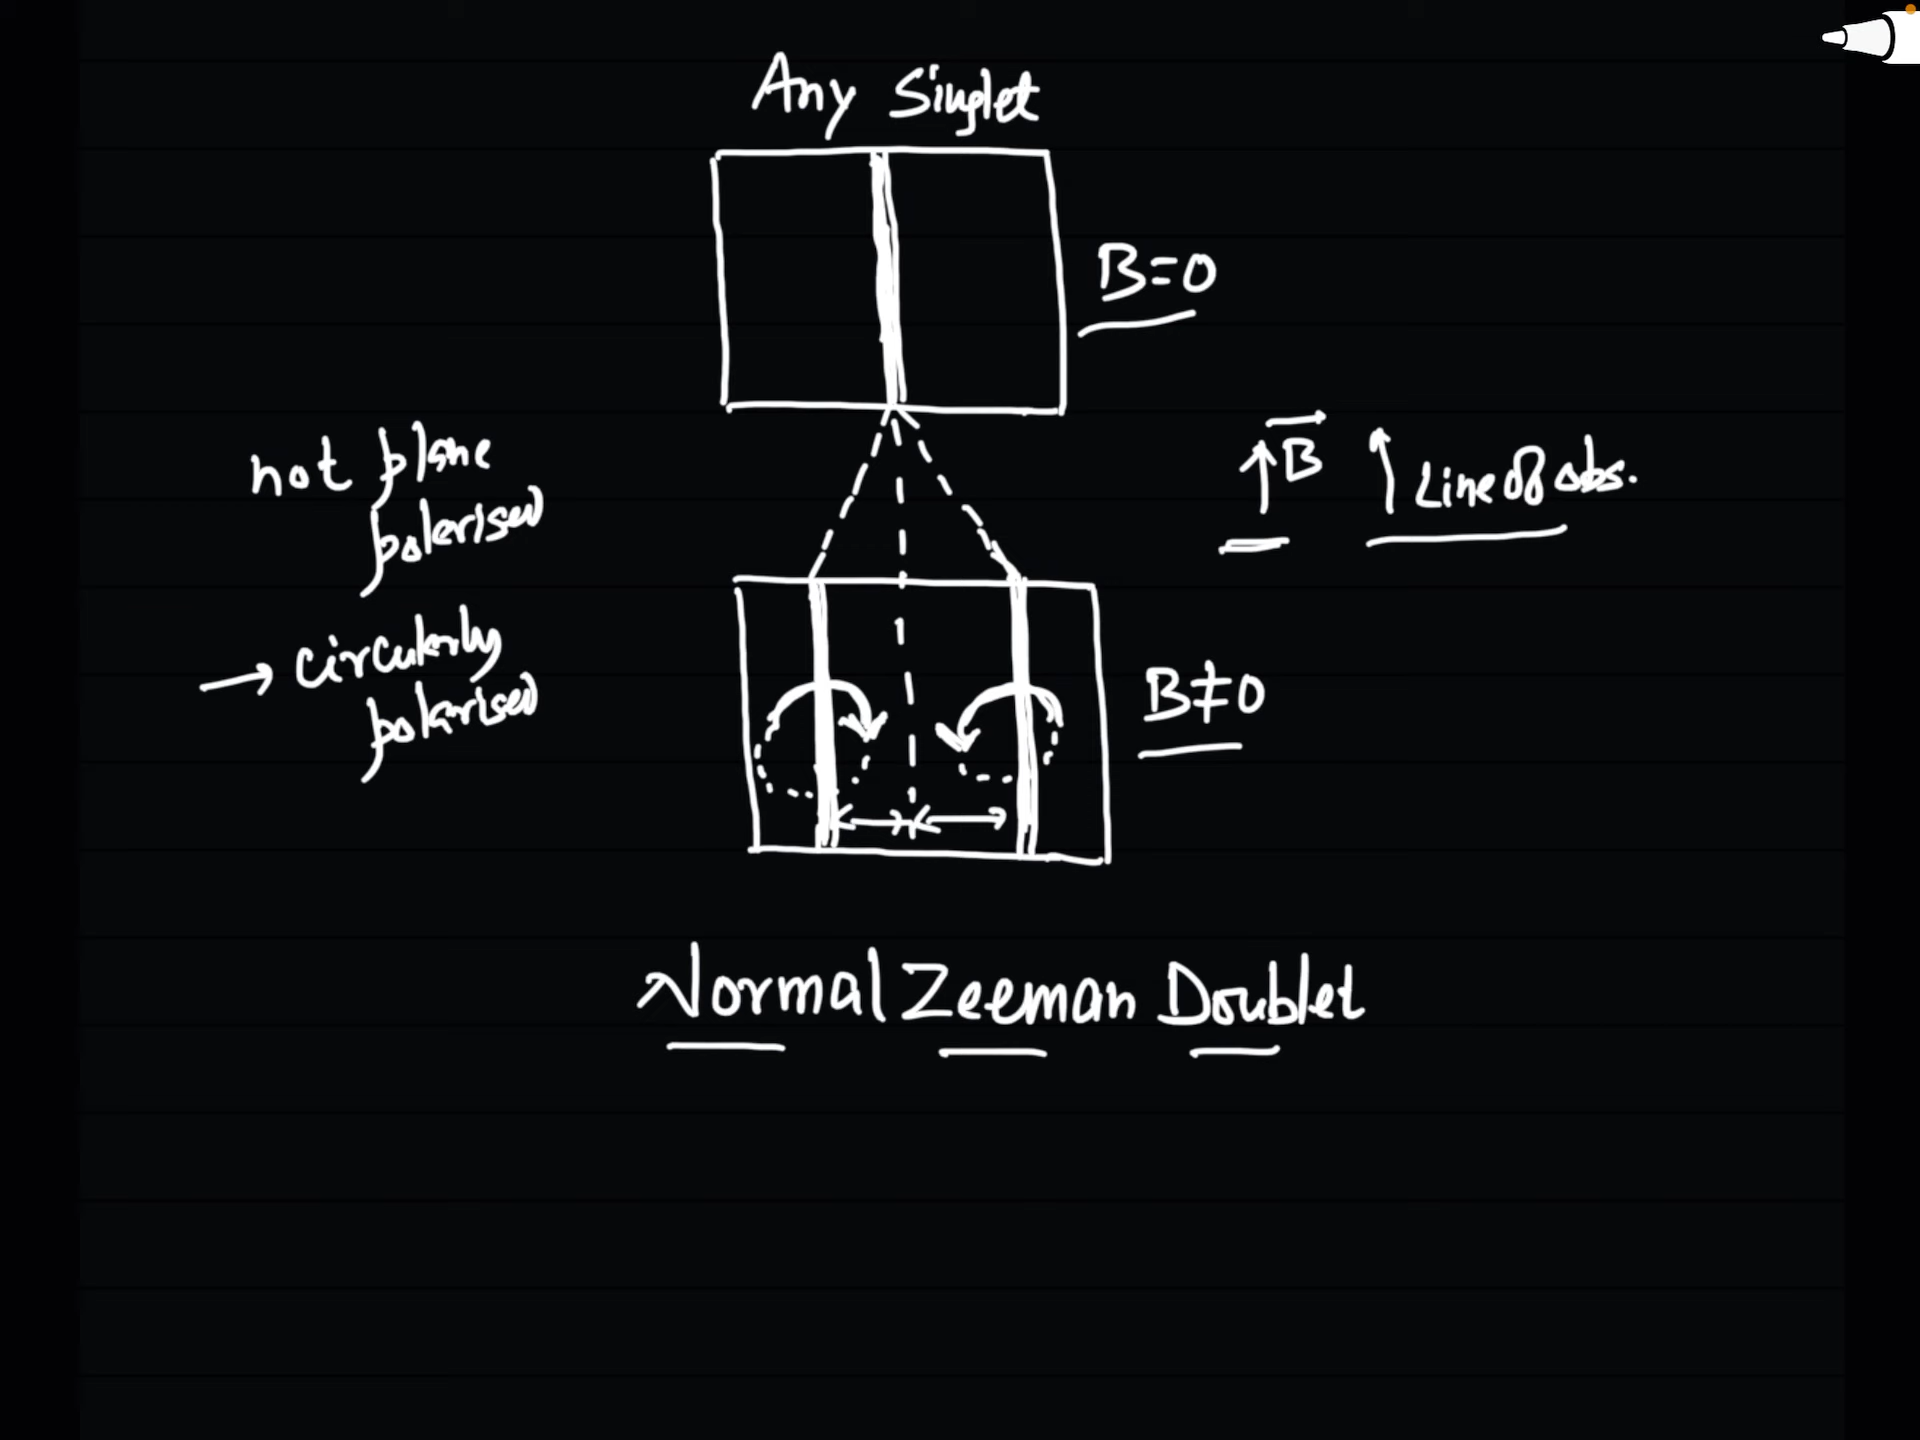 Any Singlet
B=0
not plane
polarised
→ circularly
polarised
↑B⃗ ↑ Line of obs.
B≠0
Normal Zeeman Doublet